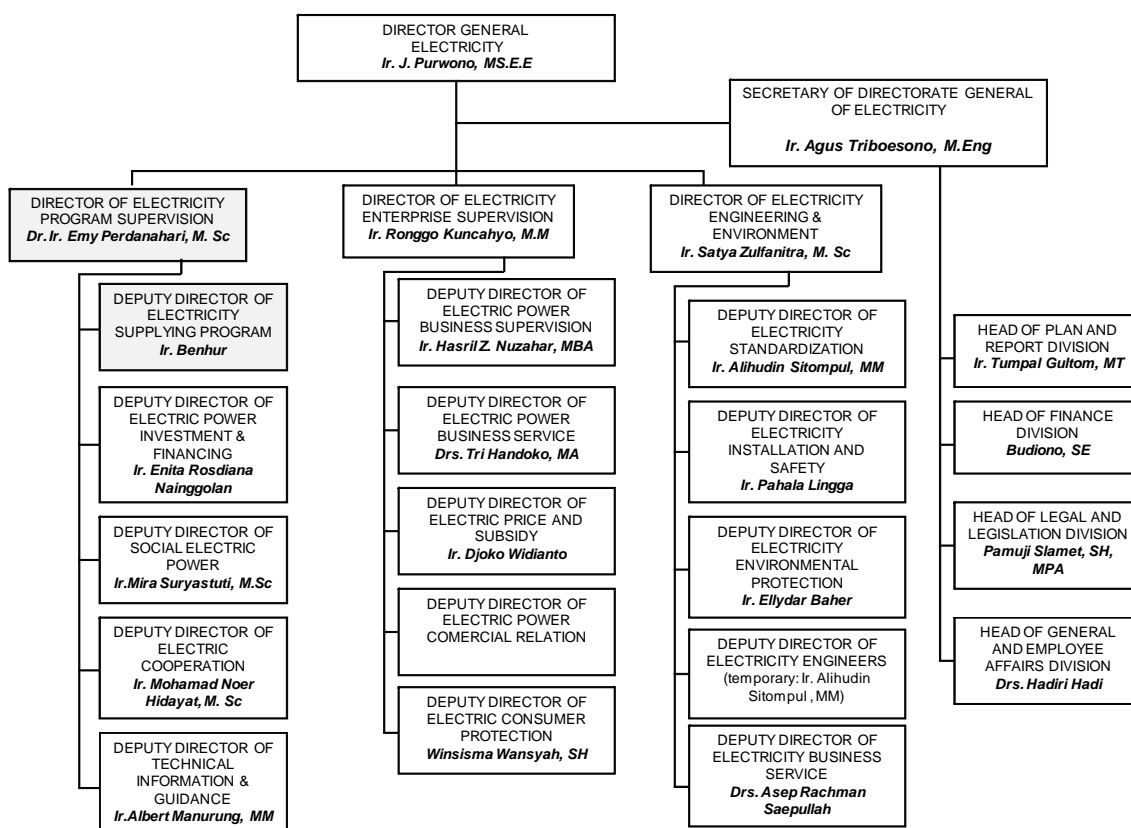 DIRECTOR GENERAL
ELECTRICITY
Ir. J. Purwono, MS.E.E
SECRETARY OF DIRECTORATE GENERAL
OF ELECTRICITY
Ir. Agus Triboesono, M.Eng
DIRECTOR OF ELECTRICITY
PROGRAM SUPERVISION
Dr. Ir. Emy Perdanahari, M. Sc
DIRECTOR OF ELECTRICITY
ENTERPRISE SUPERVISION
Ir. Ronggo Kuncahyo, M.M
DIRECTOR OF ELECTRICITY
ENGINEERING &
ENVIRONMENT
Ir. Satya Zulfanitra, M. Sc
DEPUTY DIRECTOR OF
ELECTRICITY
SUPPLYING PROGRAM
Ir. Benhur
DEPUTY DIRECTOR OF
ELECTRIC POWER
INVESTMENT &
FINANCING
Ir. Enita Rosdiana
Nainggolan
DEPUTY DIRECTOR OF
SOCIAL ELECTRIC
POWER
Ir.Mira Suryastuti, M.Sc
DEPUTY DIRECTOR OF
ELECTRIC
COOPERATION
Ir. Mohamad Noer
Hidayat, M. Sc
DEPUTY DIRECTOR OF
TECHNICAL
INFORMATION &
GUIDANCE
Ir.Albert Manurung, MM
DEPUTY DIRECTOR OF
ELECTRIC POWER
BUSINESS SUPERVISION
Ir. Hasril Z. Nuzahar, MBA
DEPUTY DIRECTOR OF
ELECTRIC POWER
BUSINESS SERVICE
Drs. Tri Handoko, MA
DEPUTY DIRECTOR OF
ELECTRIC PRICE AND
SUBSIDY
Ir. Djoko Widianto
DEPUTY DIRECTOR OF
ELECTRIC POWER
COMERCIAL RELATION
DEPUTY DIRECTOR OF
ELECTRIC CONSUMER
PROTECTION
Winsisma Wansyah, SH
DEPUTY DIRECTOR OF
ELECTRICITY
STANDARDIZATION
Ir. Alihudin Sitompul, MM
DEPUTY DIRECTOR OF
ELECTRICITY
INSTALLATION AND
SAFETY
Ir. Pahala Lingga
DEPUTY DIRECTOR OF
ELECTRICITY
ENVIRONMENTAL
PROTECTION
Ir. Ellydar Baher
DEPUTY DIRECTOR OF
ELECTRICITY ENGINEERS
(temporary: Ir. Alihudin
Sitompul , MM)
DEPUTY DIRECTOR OF
ELECTRICITY BUSINESS
SERVICE
Drs. Asep Rachman
Saepullah
HEAD OF PLAN AND
REPORT DIVISION
Ir. Tumpal Gultom, MT
HEAD OF FINANCE
DIVISION
Budiono, SE
HEAD OF LEGAL AND
LEGISLATION DIVISION
Pamuji Slamet, SH,
MPA
HEAD OF GENERAL
AND EMPLOYEE
AFFAIRS DIVISION
Drs. Hadiri Hadi